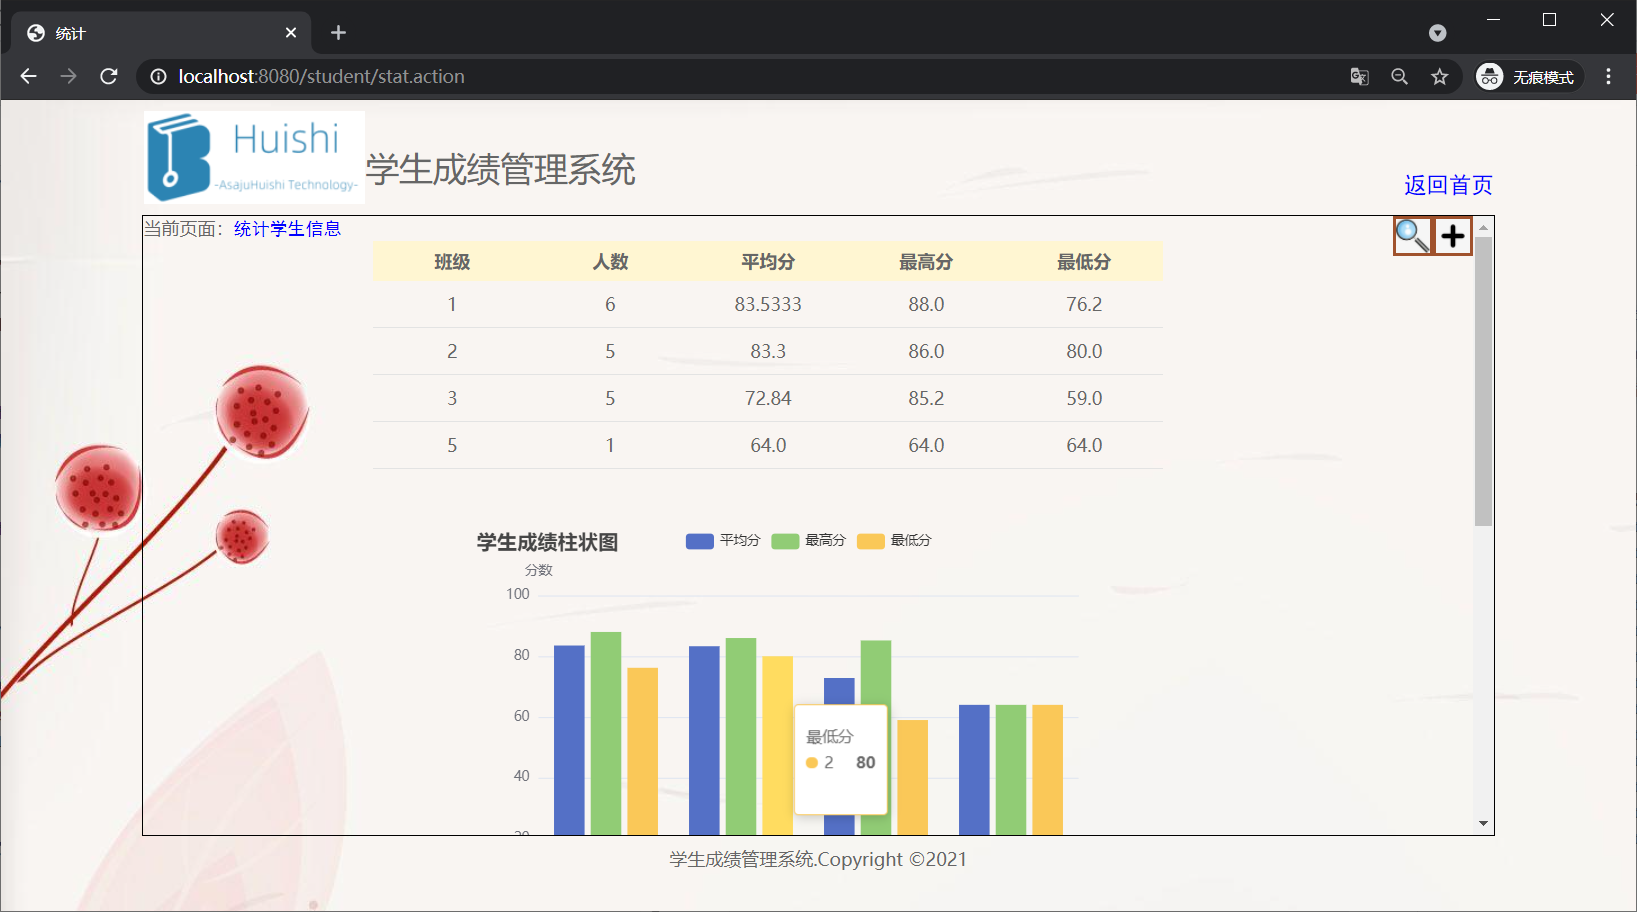 统计
localhost:8080/student/stat.action
无痕模式
Huishi
-AsajuHuishi Technology-
学生成绩管理系统
返回首页
当前页面：统计学生信息
班级 人数 平均分 最高分 最低分
1 6 83.5333 88.0 76.2
2 5 83.3 86.0 80.0
3 5 72.84 85.2 59.0
5 1 64.0 64.0 64.0
学生成绩柱状图 平均分 最高分 最低分
分数
100
80
60
最低分
2 80
40
20
学生成绩管理系统.Copyright ©2021